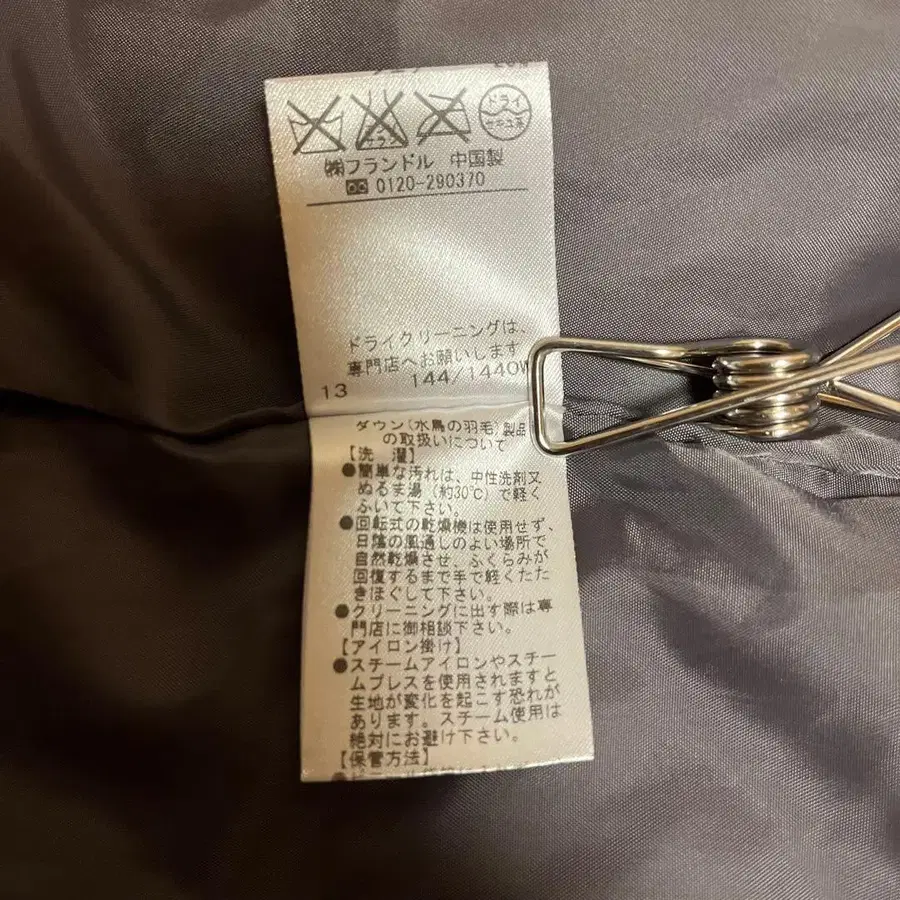 ドライ
セキユ系
㈱フランドル 中国製
0120-290370
ドライクリーニングは、
専門店へお願いします
13 144/1440W
ダウン(水鳥の羽毛)製品
の取扱いについて
【洗 濯】
●簡単な汚れは、中性洗剤又
ぬるま湯(約30℃)で軽く
ふいて下さい。
●回転式の乾燥機は使用せず、
日陰の風通しのよい場所で
自然乾燥させ、ふくらみが
回復するまで手で軽くたた
きほぐして下さい。
●クリーニングに出す際は専
門店に御相談下さい。
【アイロン掛け】
●スチームアイロンやスチー
ムプレスを使用されますと
生地が変化を起こす恐れが
あります。スチーム使用は
絶対にお避け下さい。
【保管方法】